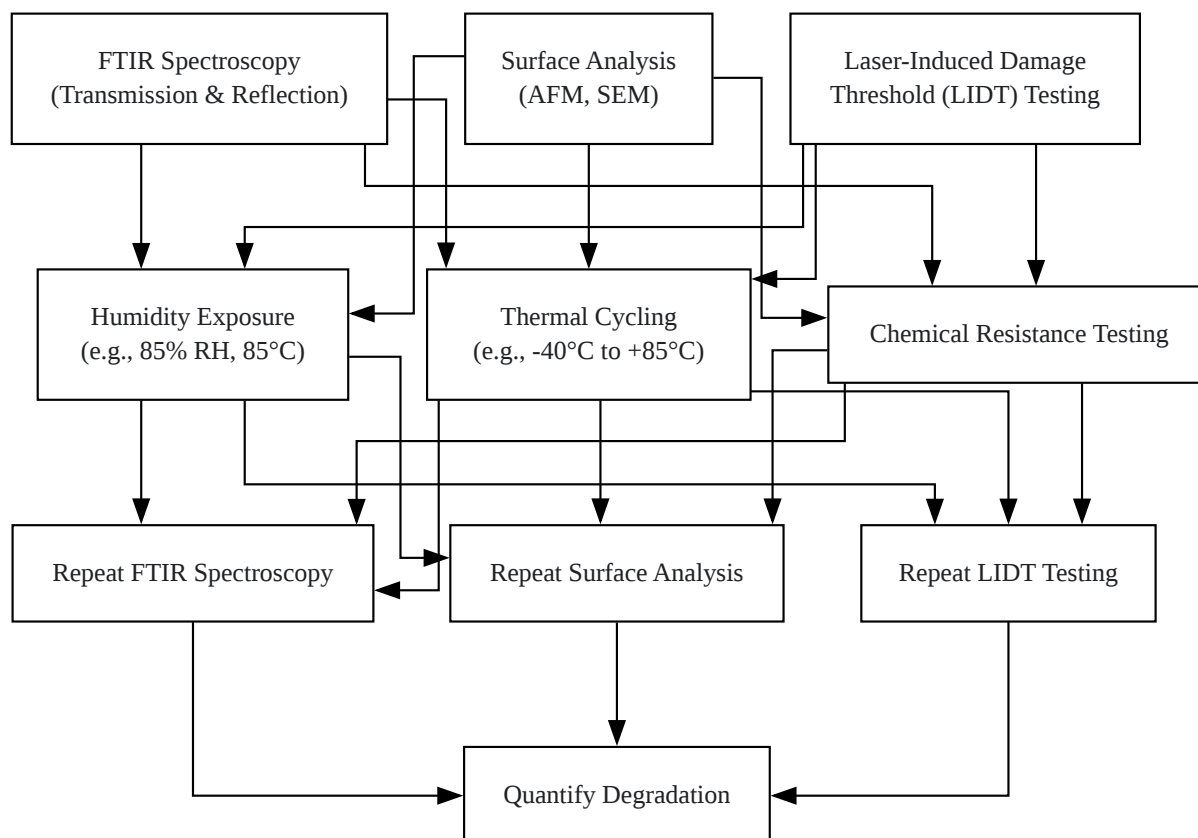 FTIR Spectroscopy
(Transmission & Reflection)
Surface Analysis
(AFM, SEM)
Laser-Induced Damage
Threshold (LIDT) Testing
Humidity Exposure
(e.g., 85% RH, 85°C)
Thermal Cycling
(e.g., -40°C to +85°C)
Chemical Resistance Testing
Repeat FTIR Spectroscopy
Repeat Surface Analysis
Repeat LIDT Testing
Quantify Degradation